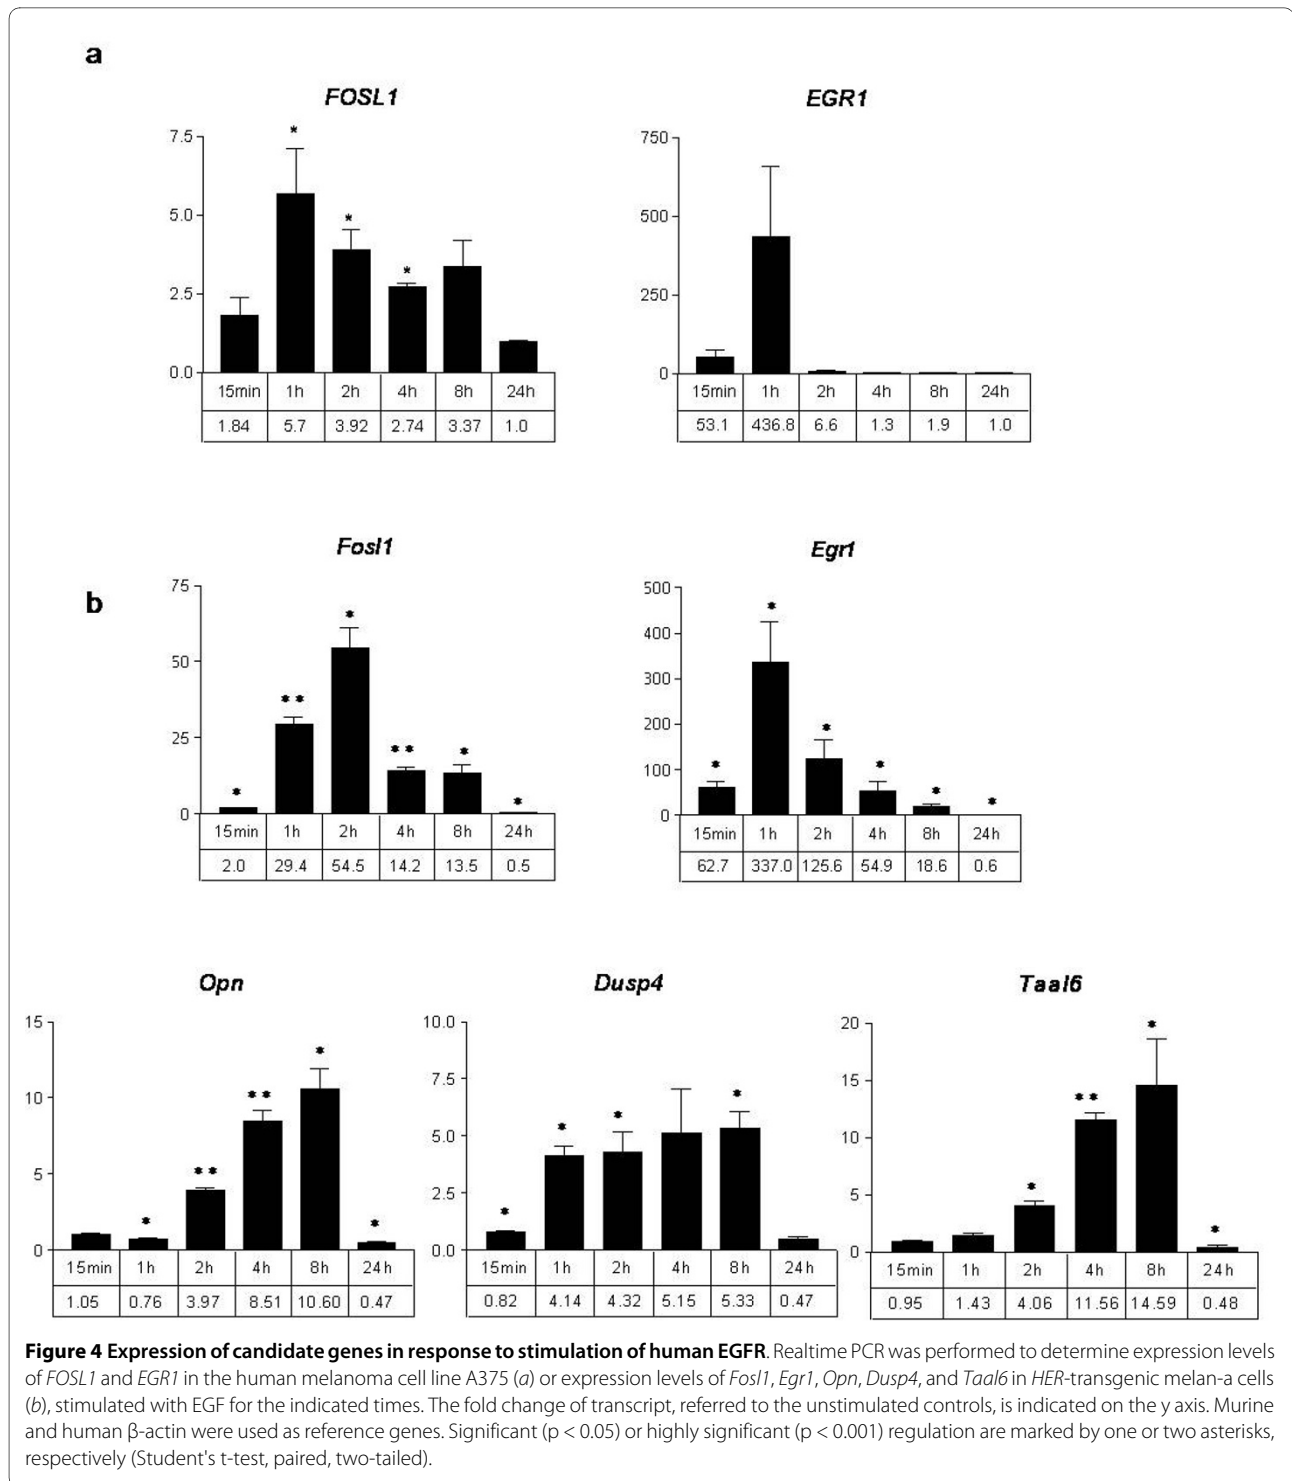 a
FOSL1
EGR1
7.5
5.0
2.5
0.0
*
*
*
15min 1h 2h 4h 8h 24h
1.84 5.7 3.92 2.74 3.37 1.0
750
500
250
0
15min 1h 2h 4h 8h 24h
53.1 436.8 6.6 1.3 1.9 1.0
b
Fosl1
Egr1
75
50
25
0
*
**
*
**
*
*
15min 1h 2h 4h 8h 24h
2.0 29.4 54.5 14.2 13.5 0.5
500
400
300
200
100
0
*
*
*
*
*
*
15min 1h 2h 4h 8h 24h
62.7 337.0 125.6 54.9 18.6 0.6
Opn
Dusp4
Taal6
15
10
5
0
*
**
**
*
*
15min 1h 2h 4h 8h 24h
1.05 0.76 3.97 8.51 10.60 0.47
10.0
7.5
5.0
2.5
0.0
*
*
*
*
15min 1h 2h 4h 8h 24h
0.82 4.14 4.32 5.15 5.33 0.47
20
15
10
5
0
*
**
*
*
15min 1h 2h 4h 8h 24h
0.95 1.43 4.06 11.56 14.59 0.48
Figure 4 Expression of candidate genes in response to stimulation of human EGFR. Realtime PCR was performed to determine expression levels
of FOSL1 and EGR1 in the human melanoma cell line A375 (a) or expression levels of Fosl1, Egr1, Opn, Dusp4, and Taal6 in HER-transgenic melan-a cells
(b), stimulated with EGF for the indicated times. The fold change of transcript, referred to the unstimulated controls, is indicated on the y axis. Murine
and human β-actin were used as reference genes. Significant (p < 0.05) or highly significant (p < 0.001) regulation are marked by one or two asterisks,
respectively (Student's t-test, paired, two-tailed).